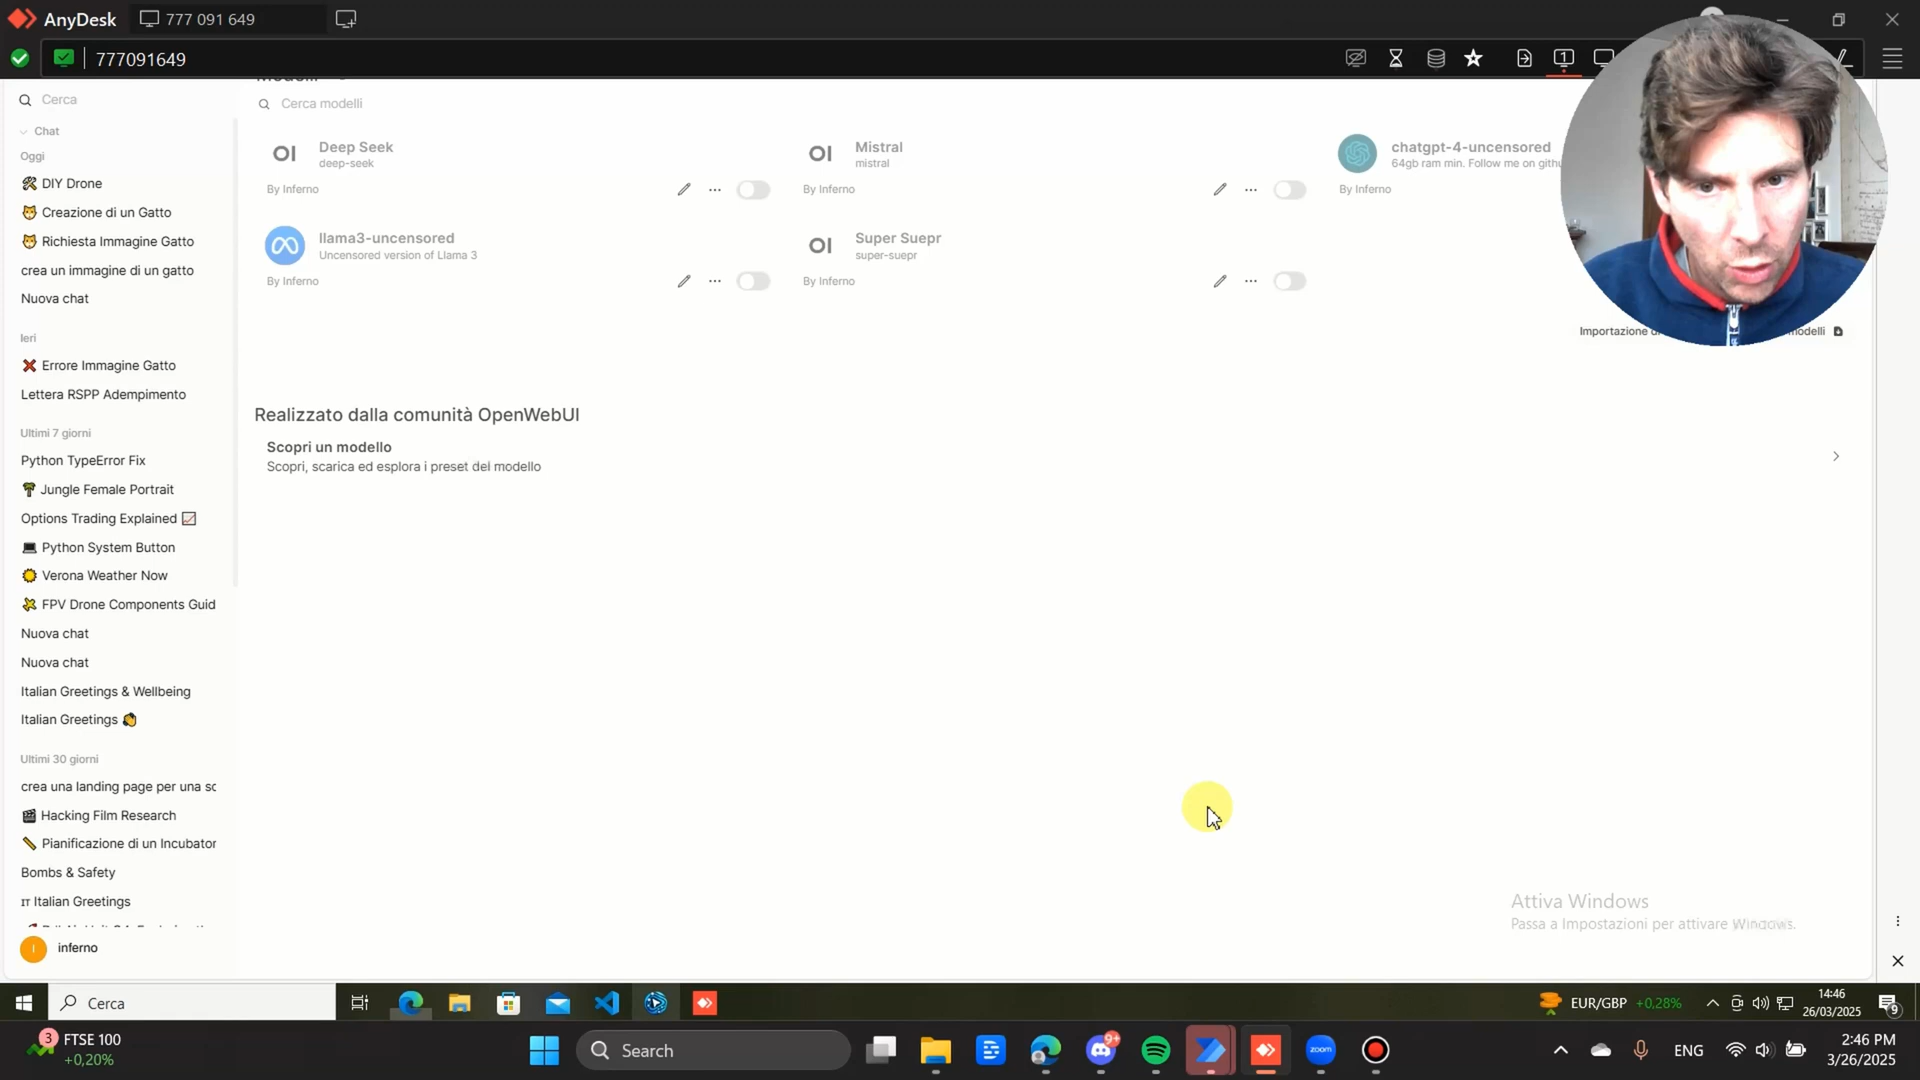 AnyDesk
777 091 649
777091649
Cerca
Chat
Oggi
DIY Drone
Creazione di un Gatto
Richiesta Immagine Gatto
crea un immagine di un gatto
Nuova chat
Ieri
Errore Immagine Gatto
Lettera RSPP Adempimento
Ultimi 7 giorni
Python TypeError Fix
Jungle Female Portrait
Options Trading Explained
Python System Button
Verona Weather Now
FPV Drone Components Guid
Nuova chat
Nuova chat
Italian Greetings & Wellbeing
Italian Greetings
Ultimi 30 giorni
crea una landing page per una sc
Hacking Film Research
Pianificazione di un Incubator
Bombs & Safety
IT Italian Greetings
I
inferno
Cerca modelli
OI
Deep Seek
deep-seek
By Inferno
OI
Mistral
mistral
By Inferno
chatgpt-4-uncensored
64gb ram min. Follow me on gith
By Inferno
llama3-uncensored
Uncensored version of Llama 3
By Inferno
OI
Super Suepr
super-suepr
By Inferno
Importazione
modelli
Realizzato dalla comunità OpenWebUI
Scopri un modello
Scopri, scarica ed esplora i preset del modello
Attiva Windows
Passa a Impostazioni per attivare Windows.
Cerca
EUR/GBP +0,28%
14:46
26/03/2025
9
3
FTSE 100
+0,20%
Search
9+
zoom
ENG
2:46 PM
3/26/2025